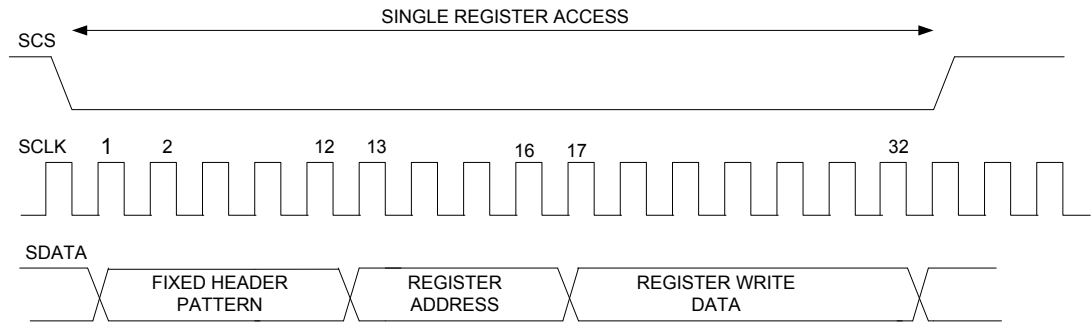 SINGLE REGISTER ACCESS
SCS
SCLK 1 2 12 13 16 17 32
SDATA
FIXED HEADER REGISTER REGISTER WRITE
PATTERN ADDRESS DATA